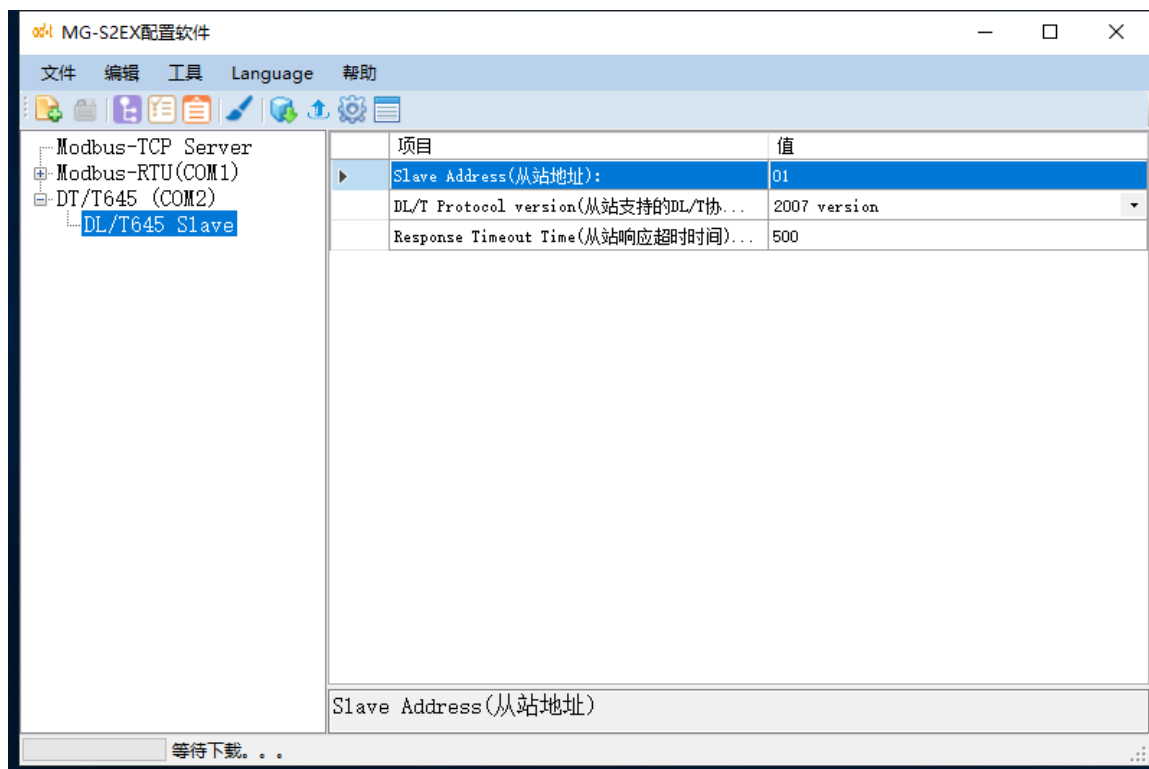 odt MG-S2EX配置软件
文件 编辑 工具 Language 帮助
Modbus-TCP Server
Modbus-RTU(COM1)
DT/T645 (COM2)
DL/T645 Slave
项目 值
Slave Address(从站地址): 01
DL/T Protocol version(从站支持的DL/T协... 2007 version
Response Timeout Time(从站响应超时时间)... 500
Slave Address(从站地址)
等待下载。。。